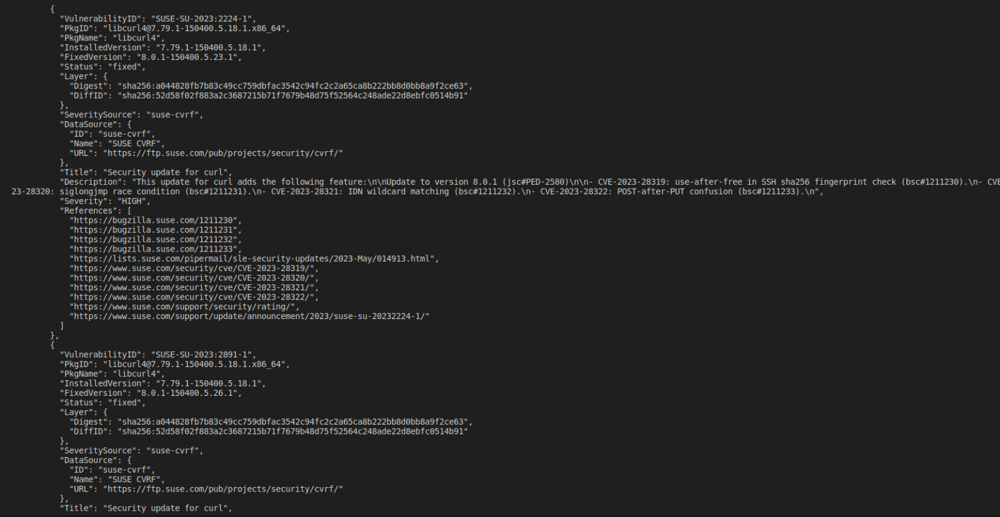 {
"VulnerabilityID": "SUSE-SU-2023:2224-1",
"PkgID": "libcurl4@7.79.1-150400.5.18.1.x86_64",
"PkgName": "libcurl4",
"InstalledVersion": "7.79.1-150400.5.18.1",
"FixedVersion": "8.0.1-150400.5.23.1",
"Status": "fixed",
"Layer": {
"Digest": "sha256:a044828fb7b83c49cc759dbfac3542c94fc2c2a65ca8b222bb8d0bb8a9f2ce63",
"DiffID": "sha256:52d58f02f883a2c3687215b71f7679b48d75f52564c248ade22d8ebfc0514b91"
},
"SeveritySource": "suse-cvrf",
"DataSource": {
"ID": "suse-cvrf",
"Name": "SUSE CVRF",
"URL": "https://ftp.suse.com/pub/projects/security/cvrf/"
},
"Title": "Security update for curl",
"Description": "This update for curl adds the following feature:\n\nUpdate to version 8.0.1 (jsc#PED-2580)\n\n- CVE-2023-28319: use-after-free in SSH sha256 fingerprint check (bsc#1211230).\n- CVE
23-28320: siglongjmp race condition (bsc#1211231).\n- CVE-2023-28321: IDN wildcard matching (bsc#1211232).\n- CVE-2023-28322: POST-after-PUT confusion (bsc#1211233).\n",
"Severity": "HIGH",
"References": [
"https://bugzilla.suse.com/1211230",
"https://bugzilla.suse.com/1211231",
"https://bugzilla.suse.com/1211232",
"https://bugzilla.suse.com/1211233",
"https://lists.suse.com/pipermail/sle-security-updates/2023-May/014913.html",
"https://www.suse.com/security/cve/CVE-2023-28319/",
"https://www.suse.com/security/cve/CVE-2023-28320/",
"https://www.suse.com/security/cve/CVE-2023-28321/",
"https://www.suse.com/security/cve/CVE-2023-28322/",
"https://www.suse.com/support/security/rating/",
"https://www.suse.com/support/update/announcement/2023/suse-su-20232224-1/"
]
},
{
"VulnerabilityID": "SUSE-SU-2023:2891-1",
"PkgID": "libcurl4@7.79.1-150400.5.18.1.x86_64",
"PkgName": "libcurl4",
"InstalledVersion": "7.79.1-150400.5.18.1",
"FixedVersion": "8.0.1-150400.5.26.1",
"Status": "fixed",
"Layer": {
"Digest": "sha256:a044828fb7b83c49cc759dbfac3542c94fc2c2a65ca8b222bb8d0bb8a9f2ce63",
"DiffID": "sha256:52d58f02f883a2c3687215b71f7679b48d75f52564c248ade22d8ebfc0514b91"
},
"SeveritySource": "suse-cvrf",
"DataSource": {
"ID": "suse-cvrf",
"Name": "SUSE CVRF",
"URL": "https://ftp.suse.com/pub/projects/security/cvrf/"
},
"Title": "Security update for curl",